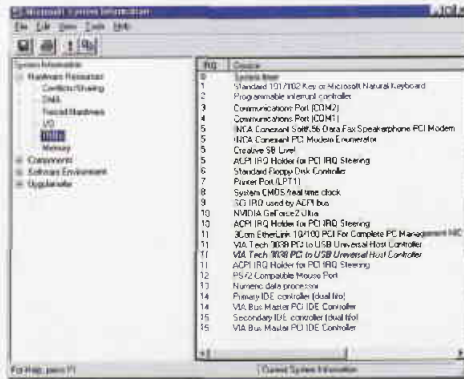 Microsoft System Information
File Edit View Tools Help
System Information
Hardware Resources
Conflicts/Sharing
DMA
Forced Hardware
I/O
IRQs
Memory
Components
Software Environment
IRQ Device
0 System timer
1 Standard 101/102 Key or Microsoft Natural Keyboard
2 Programmable interrupt controller
3 Communications Port (COM2)
4 Communications Port (COM1)
5 INCA Conexant SoftK56 Data Fax Speakerphone PCI Modem
5 INCA Conexant PCI Modem Enumerator
5 Creative SB Live!
5 ACPI IRQ Holder for PCI IRQ Steering
6 Standard Floppy Disk Controller
7 Printer Port (LPT1)
8 System CMOS/real time clock
9 SCI IRQ used by ACPI bus
10 NVIDIA GeForce2 Ultra
10 ACPI IRQ Holder for PCI IRQ Steering
11 3Com EtherLink 10/100 PCI For Complete PC Management NIC
11 VIA Tech 3038 PCI to USB Universal Host Controller
11 VIA Tech 3038 PCI to USB Universal Host Controller
11 ACPI IRQ Holder for PCI IRQ Steering
12 PS/2 Compatible Mouse Port
13 Numeric data processor
14 Primary IDE controller (dual fifo)
14 VIA Bus Master PCI IDE Controller
15 Secondary IDE controller (dual fifo)
15 VIA Bus Master PCI IDE Controller
For Help, press F1
Current System Information